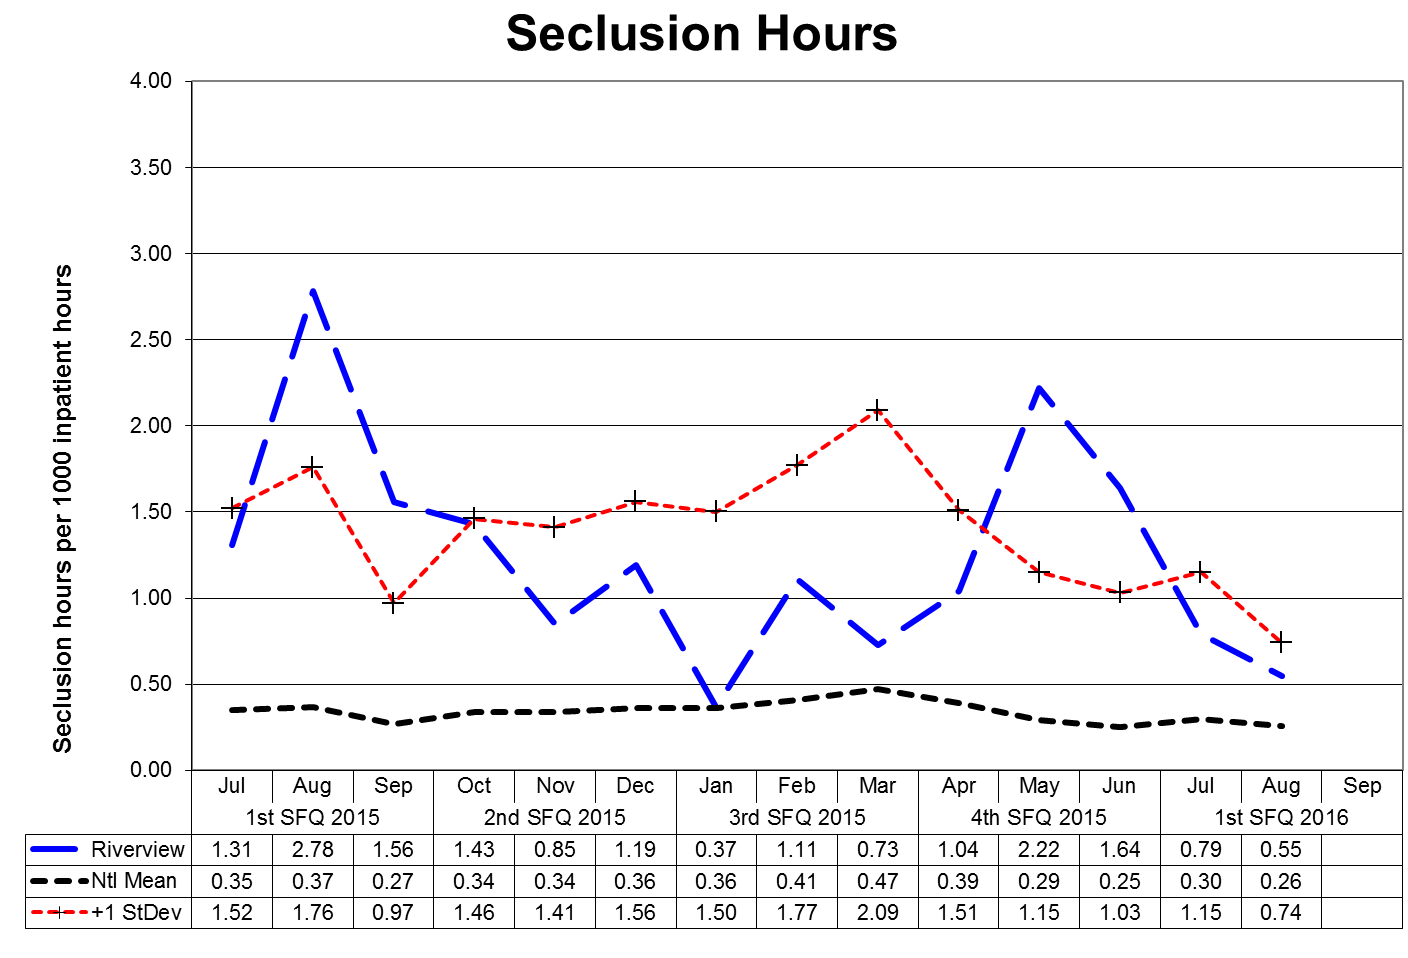 Seclusion Hours
Seclusion hours per 1000 inpatient hours
4.00
3.50
3.00
2.50
2.00
1.50
1.00
0.50
0.00
Jul Aug Sep Oct Nov Dec Jan Feb Mar Apr May Jun Jul Aug Sep
1st SFQ 2015 2nd SFQ 2015 3rd SFQ 2015 4th SFQ 2015 1st SFQ 2016
Riverview 1.31 2.78 1.56 1.43 0.85 1.19 0.37 1.11 0.73 1.04 2.22 1.64 0.79 0.55
Ntl Mean 0.35 0.37 0.27 0.34 0.34 0.36 0.36 0.41 0.47 0.39 0.29 0.25 0.30 0.26
+1 StDev 1.52 1.76 0.97 1.46 1.41 1.56 1.50 1.77 2.09 1.51 1.15 1.03 1.15 0.74